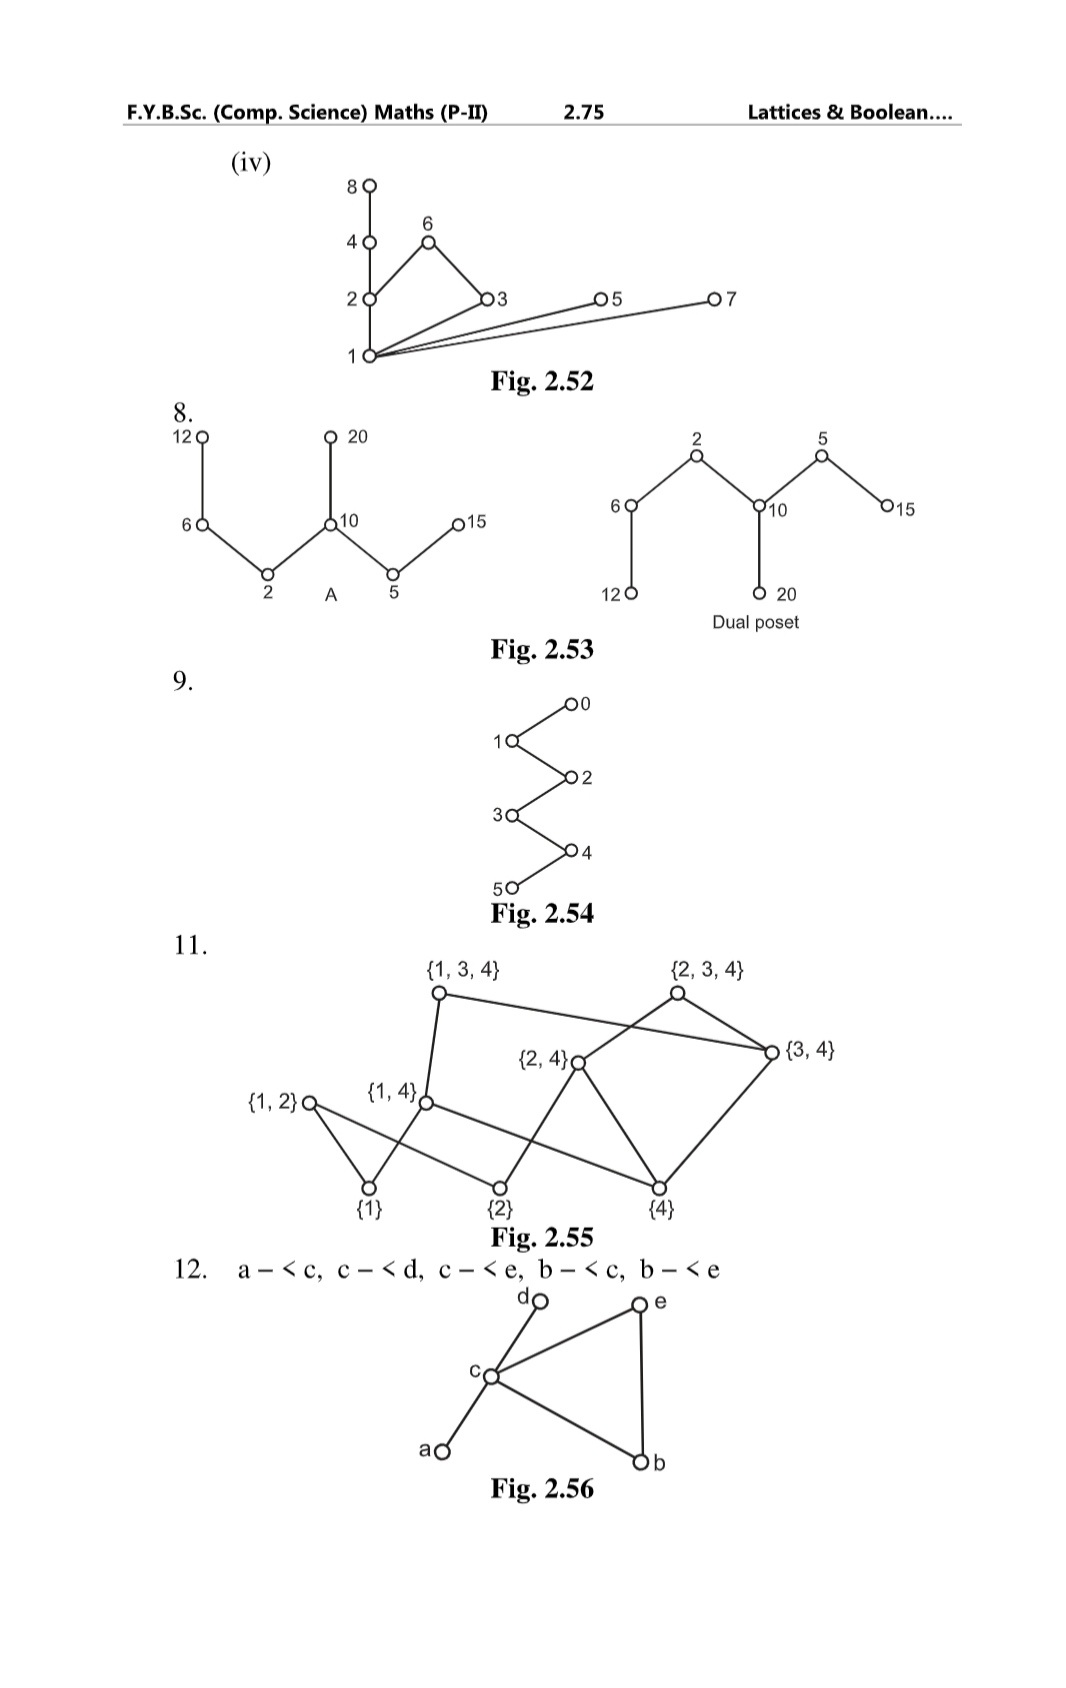 F.Y.B.Sc. (Comp. Science) Maths (P-II) 2.75 Lattices & Boolean....
(iv)
8
6
4
2 3 5 7
1
Fig. 2.52
8.
12 20
6 10 15
2 A 5
2 5
6 10 15
12 20
Dual poset
Fig. 2.53
9.
0
1
2
3
4
5
Fig. 2.54
11.
{1, 3, 4} {2, 3, 4}
{2, 4} {3, 4}
{1, 2} {1, 4}
{1} {2} {4}
Fig. 2.55
12. a – < c, c – < d, c – < e, b – < c, b – < e
d e
c
a b
Fig. 2.56